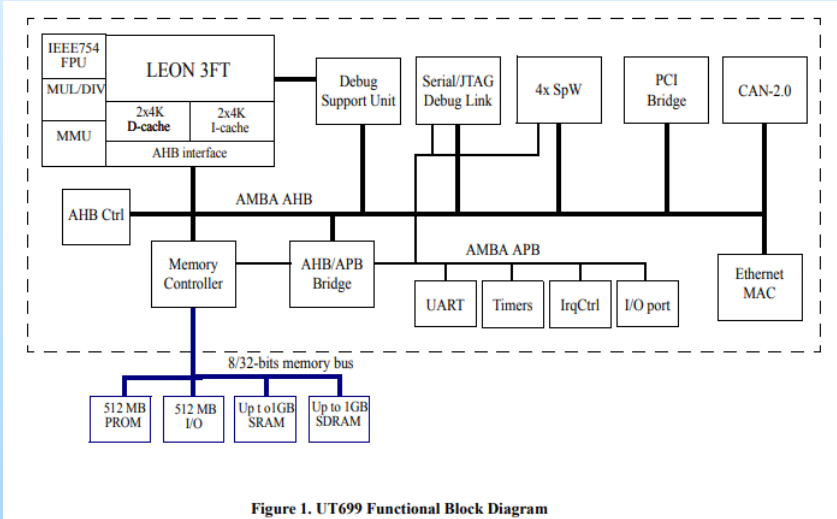 IEEE754
FPU
MUL/DIV
MMU
LEON 3FT
2x4K
D-cache
2x4K
I-cache
AHB interface
Debug
Support Unit
Serial/JTAG
Debug Link
4x SpW
PCI
Bridge
CAN-2.0
AMBA AHB
AHB Ctrl
Memory
Controller
AHB/APB
Bridge
AMBA APB
UART
Timers
IrqCtrl
I/O port
Ethernet
MAC
8/32-bits memory bus
512 MB
PROM
512 MB
I/O
Up t o1GB
SRAM
Up to 1GB
SDRAM
Figure 1. UT699 Functional Block Diagram